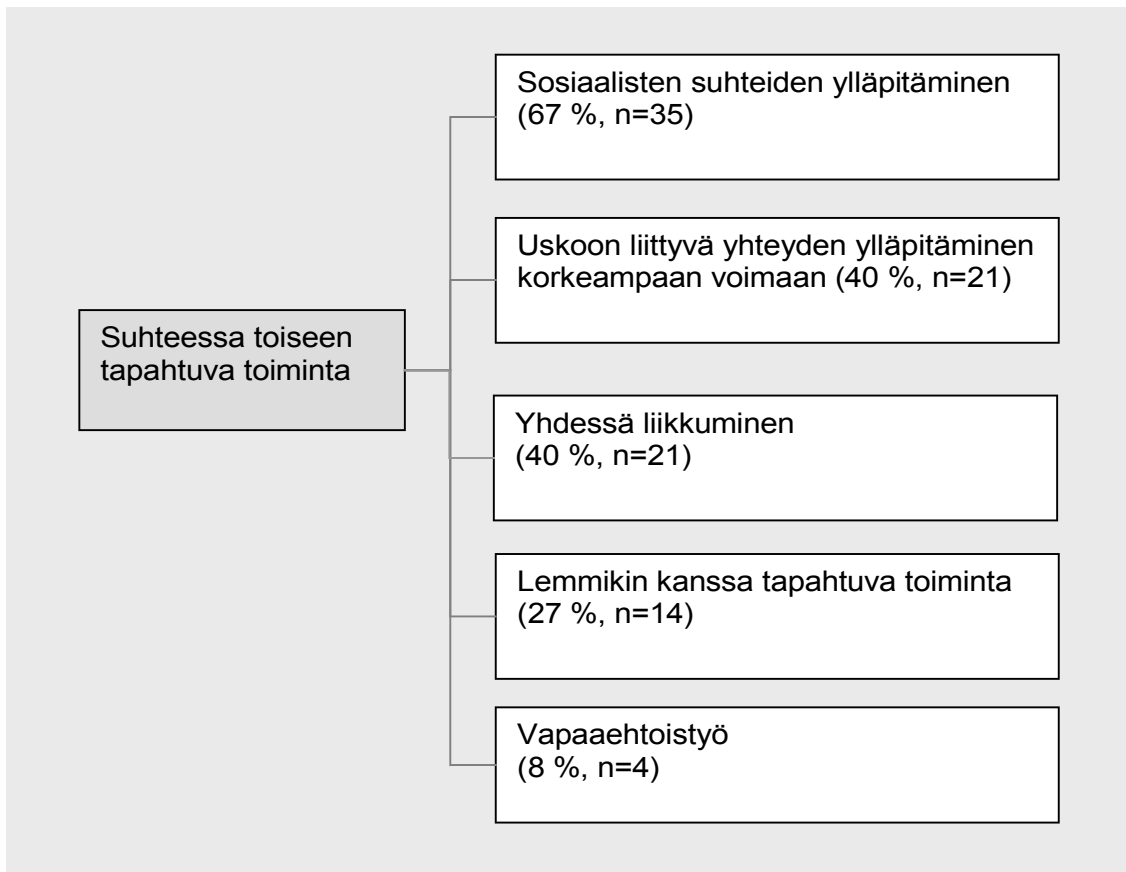 Sosiaalisten suhteiden ylläpitäminen
(67 %, n=35)
Uskoon liittyvä yhteyden ylläpitäminen
korkeampaan voimaan (40 %, n=21)
Suhteessa toiseen
tapahtuva toiminta
Yhdessä liikkuminen
(40 %, n=21)
Lemmikin kanssa tapahtuva toiminta
(27 %, n=14)
Vapaaehtoistyö
(8 %, n=4)